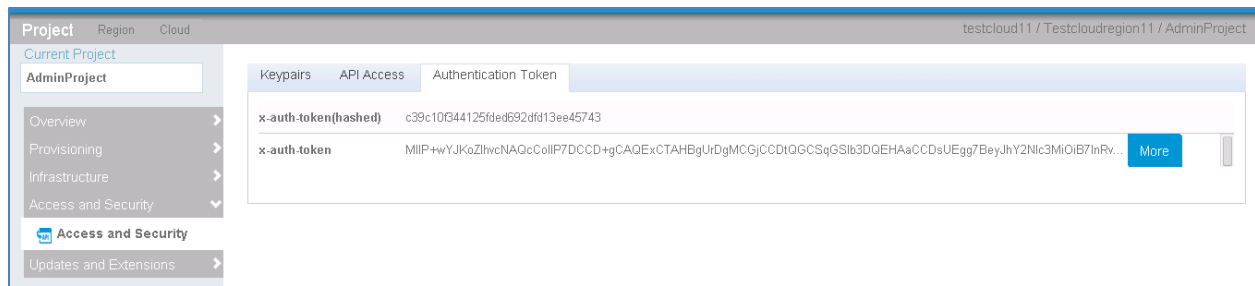 Project Region Cloud testcloud11 / Testcloudregion11 / AdminProject
Current Project
AdminProject
Keypairs API Access Authentication Token
Overview
x-auth-token(hashed) c39c10f344125fded692dfd13ee45743
Provisioning
x-auth-token MIIP+wYJKoZIhvcNAQcCoIIP7DCCD+gCAQExCTAHBgUrDgMCGjCCDtQGCSqGSIb3DQEHAaCCDsUEgg7BeyJhY2Nlc3MiOiB7InRv... More
Infrastructure
Access and Security
Access and Security
Updates and Extensions